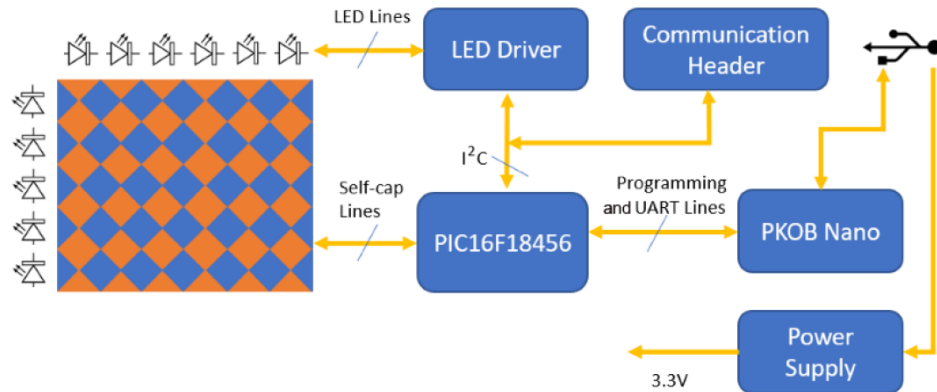 LED Lines
LED Driver
Communication
Header
I²C
Self-cap
Lines
PIC16F18456
Programming
and UART Lines
PKOB Nano
Power
Supply
3.3V